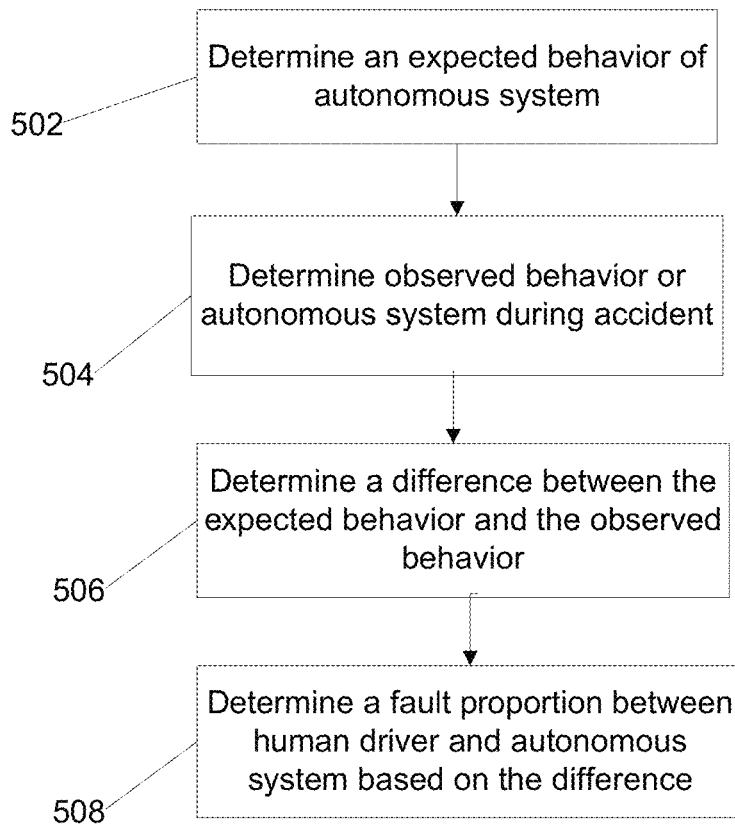 Determine an expected behavior of
autonomous system
502
Determine observed behavior or
autonomous system during accident
504
Determine a difference between the
expected behavior and the observed
behavior
506
Determine a fault proportion between
human driver and autonomous
system based on the difference
508